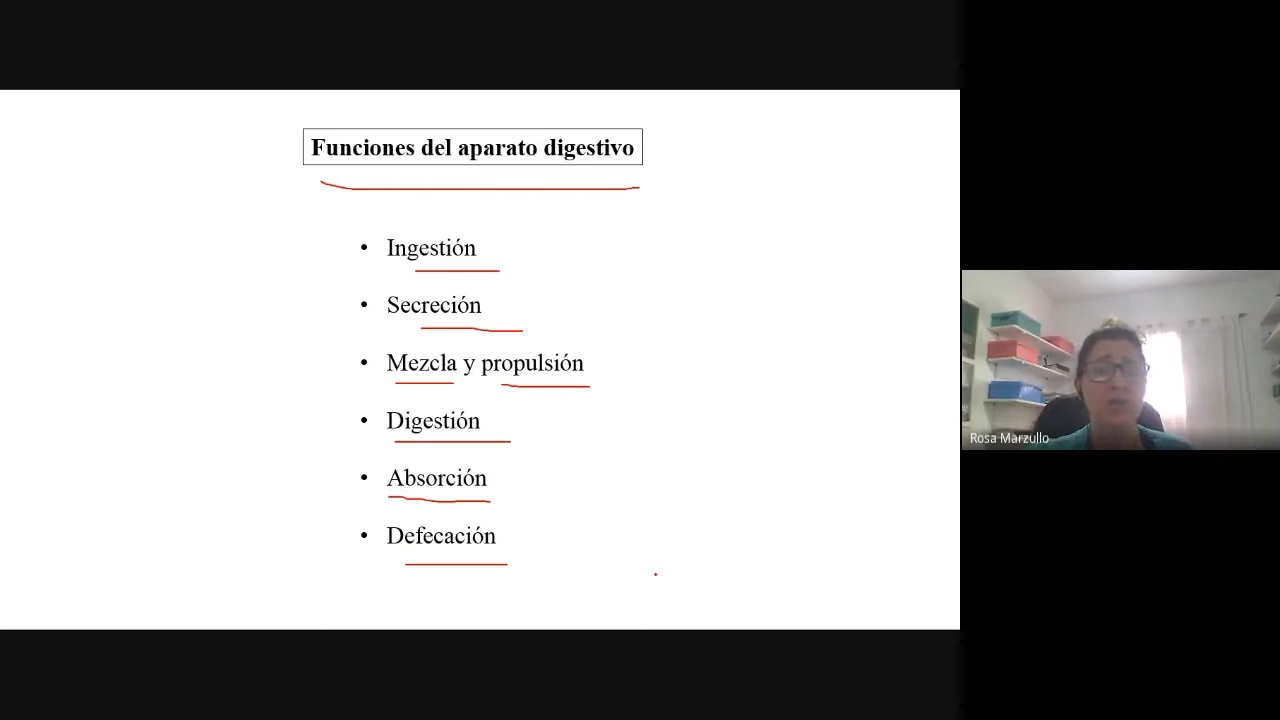 Funciones del aparato digestivo
• Ingestión
• Secreción
• Mezcla y propulsión
• Digestión
• Absorción
• Defecación
Rosa Marzullo